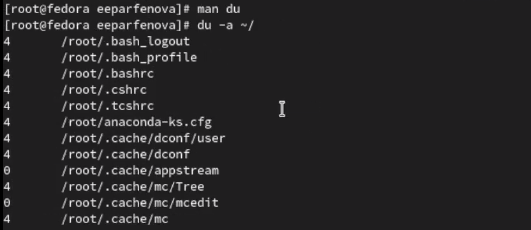 [root@fedora eeparfenova]# man du
[root@fedora eeparfenova]# du -a ~/
4 /root/.bash_logout
4 /root/.bash_profile
4 /root/.bashrc
4 /root/.cshrc
4 /root/.tcshrc
4 /root/anaconda-ks.cfg
4 /root/.cache/dconf/user
4 /root/.cache/dconf
0 /root/.cache/appstream
4 /root/.cache/mc/Tree
0 /root/.cache/mc/mcedit
4 /root/.cache/mc